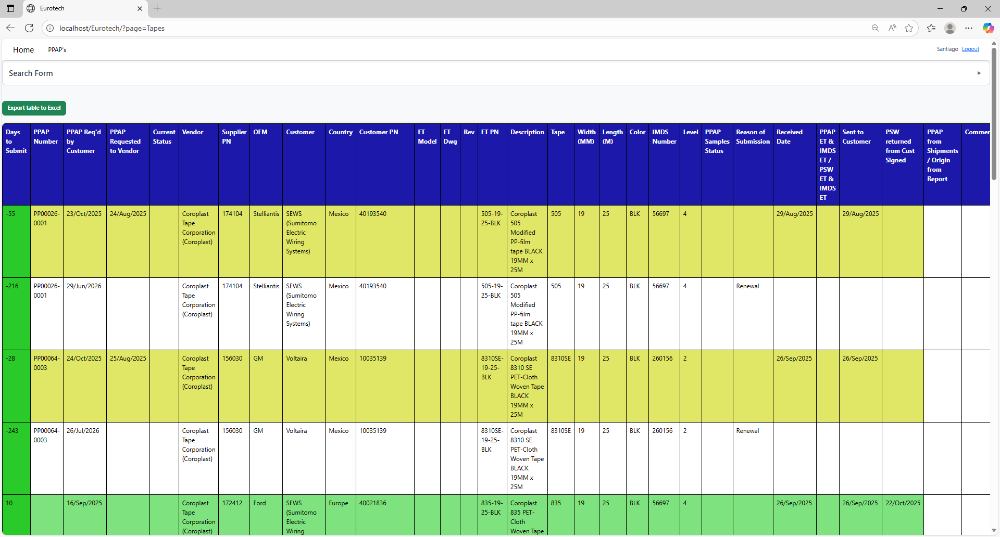 Eurotech
localhost/Eurotech/?page=Tapes
Home PPAP's Santiago Logout
Search Form
Export table to Excel
Days to Submit
PPAP Number
PPAP Req'd by Customer
PPAP Requested to Vendor
Current Status
Vendor
Supplier PN
OEM
Customer
Country
Customer PN
ET Model
ET Dwg
Rev
ET PN
Description
Tape
Width (MM)
Length (M)
Color
IMDS Number
Level
PPAP Samples Status
Reason of Submission
Received Date
PPAP ET & IMDS ET / PSW ET & IMDS ET
Sent to Customer
PSW returned from Cust Signed
PPAP from Shipments / Origin from Report
Commen
-55 PP00026-0001 23/Oct/2025 24/Aug/2025 Coroplast Tape Corporation (Coroplast) 174104 Stelliantis SEWS (Sumitomo Electric Wiring Systems) Mexico 40193540 505-19-25-BLK Coroplast 505 Modified PP-film tape BLACK 19MM x 25M 505 19 25 BLK 56697 4 29/Aug/2025 29/Aug/2025
-216 PP00026-0001 29/Jun/2026 Coroplast Tape Corporation (Coroplast) 174104 Stelliantis SEWS (Sumitomo Electric Wiring Systems) Mexico 40193540 505-19-25-BLK Coroplast 505 Modified PP-film tape BLACK 19MM x 25M 505 19 25 BLK 56697 4 Renewal
-28 PP00064-0003 24/Oct/2025 25/Aug/2025 Coroplast Tape Corporation (Coroplast) 156030 GM Voltaira Mexico 10035139 8310SE-19-25-BLK Coroplast 8310 SE PET-Cloth Woven Tape BLACK 19MM x 25M 8310SE 19 25 BLK 260156 2 26/Sep/2025 26/Sep/2025
-243 PP00064-0003 26/Jul/2026 Coroplast Tape Corporation (Coroplast) 156030 GM Voltaira Mexico 10035139 8310SE-19-25-BLK Coroplast 8310 SE PET-Cloth Woven Tape BLACK 19MM x 25M 8310SE 19 25 BLK 260156 2 Renewal
10 16/Sep/2025 Coroplast Tape Corporation (Coroplast) 172412 Ford SEWS (Sumitomo Electric Wiring Europe 40021836 835-19-25-BLK Coroplast 835 PET-Cloth Woven Tape 835 19 25 BLK 56697 4 26/Sep/2025 26/Sep/2025 22/Oct/2025